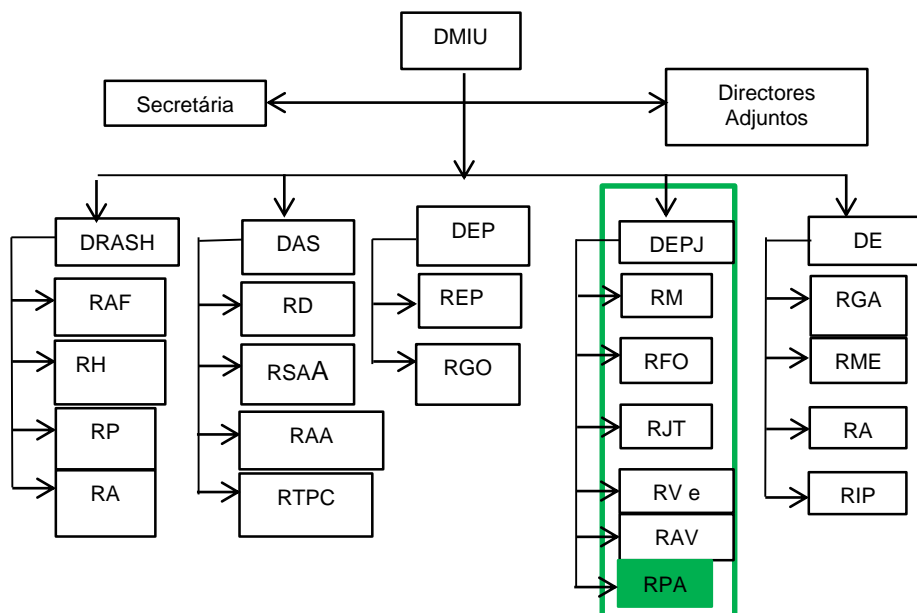 DMIU
Secretária
Directores
Adjuntos
DRASH
RAF
RH
RP
RA
DAS
RD
RSAA
RAA
RTPC
DEP
REP
RGO
DEPJ
RM
RFO
RJT
RV e
RAV
RPA
DE
RGA
RME
RA
RIP